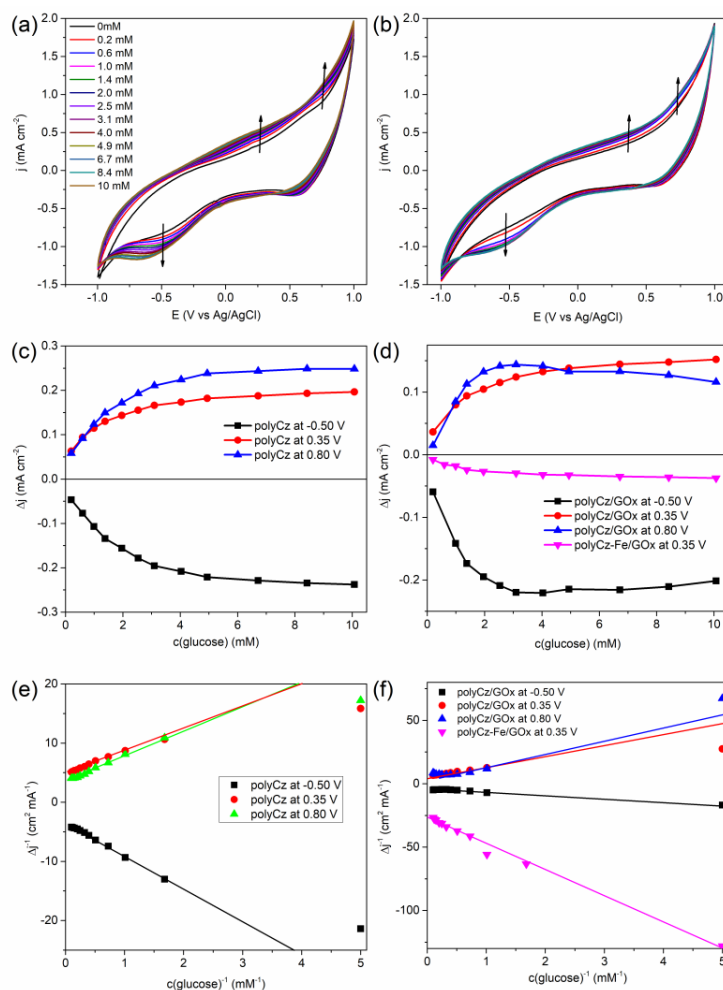 (a)
0mM
0.2 mM
0.6 mM
1.0 mM
1.4 mM
2.0 mM
2.5 mM
3.1 mM
4.0 mM
4.9 mM
6.7 mM
8.4 mM
10 mM
j (mA cm-2)
2.0
1.5
1.0
0.5
0.0
-0.5
-1.0
-1.5
-1.0 -0.5 0.0 0.5 1.0
E (V vs Ag/AgCl)
(b)
j (mA cm-2)
2.0
1.5
1.0
0.5
0.0
-0.5
-1.0
-1.5
-1.0 -0.5 0.0 0.5 1.0
E (V vs Ag/AgCl)
(c)
Δj (mA cm-2)
0.3
0.2
0.1
0.0
-0.1
-0.2
-0.3
polyCz at -0.50 V
polyCz at 0.35 V
polyCz at 0.80 V
0 2 4 6 8 10
c(glucose) (mM)
(d)
Δj (mA cm-2)
0.1
0.0
-0.1
-0.2
polyCz/GOx at -0.50 V
polyCz/GOx at 0.35 V
polyCz/GOx at 0.80 V
polyCz-Fe/GOx at 0.35 V
0 2 4 6 8 10
c(glucose) (mM)
(e)
Δj-1 (cm2 mA-1)
20
10
0
-10
-20
polyCz at -0.50 V
polyCz at 0.35 V
polyCz at 0.80 V
0 1 2 3 4 5
c(glucose)-1 (mM-1)
(f)
Δj-1 (cm2 mA-1)
50
0
-50
-100
polyCz/GOx at -0.50 V
polyCz/GOx at 0.35 V
polyCz/GOx at 0.80 V
polyCz-Fe/GOx at 0.35 V
0 1 2 3 4 5
c(glucose)-1 (mM-1)